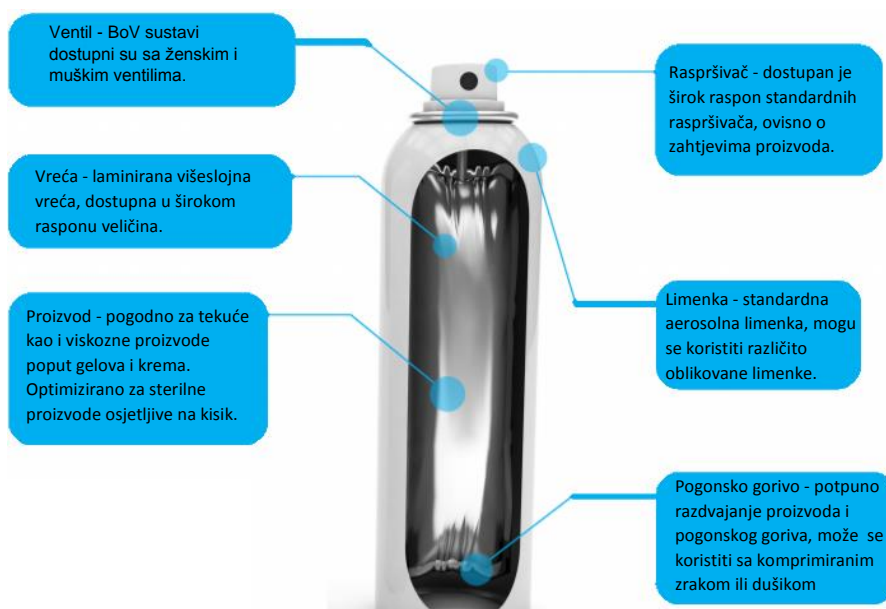 Ventil - BoV sustavi
dostupni su sa ženskim i
muškim ventilima.
Raspršivač - dostupan je
širok raspon standardnih
raspršivača, ovisno o
zahtjevima proizvoda.
Vreća - laminirana višeslojna
vreća, dostupna u širokom
rasponu veličina.
Limenka - standardna
aerosolna limenka, mogu
se koristiti različito
oblikovane limenke.
Proizvod - pogodno za tekuće
kao i viskozne proizvode
poput gelova i krema.
Optimizirano za sterilne
proizvode osjetljive na kisik.
Pogonsko gorivo - potpuno
razdvajanje proizvoda i
pogonskog goriva, može se
koristiti sa komprimiranim
zrakom ili dušikom